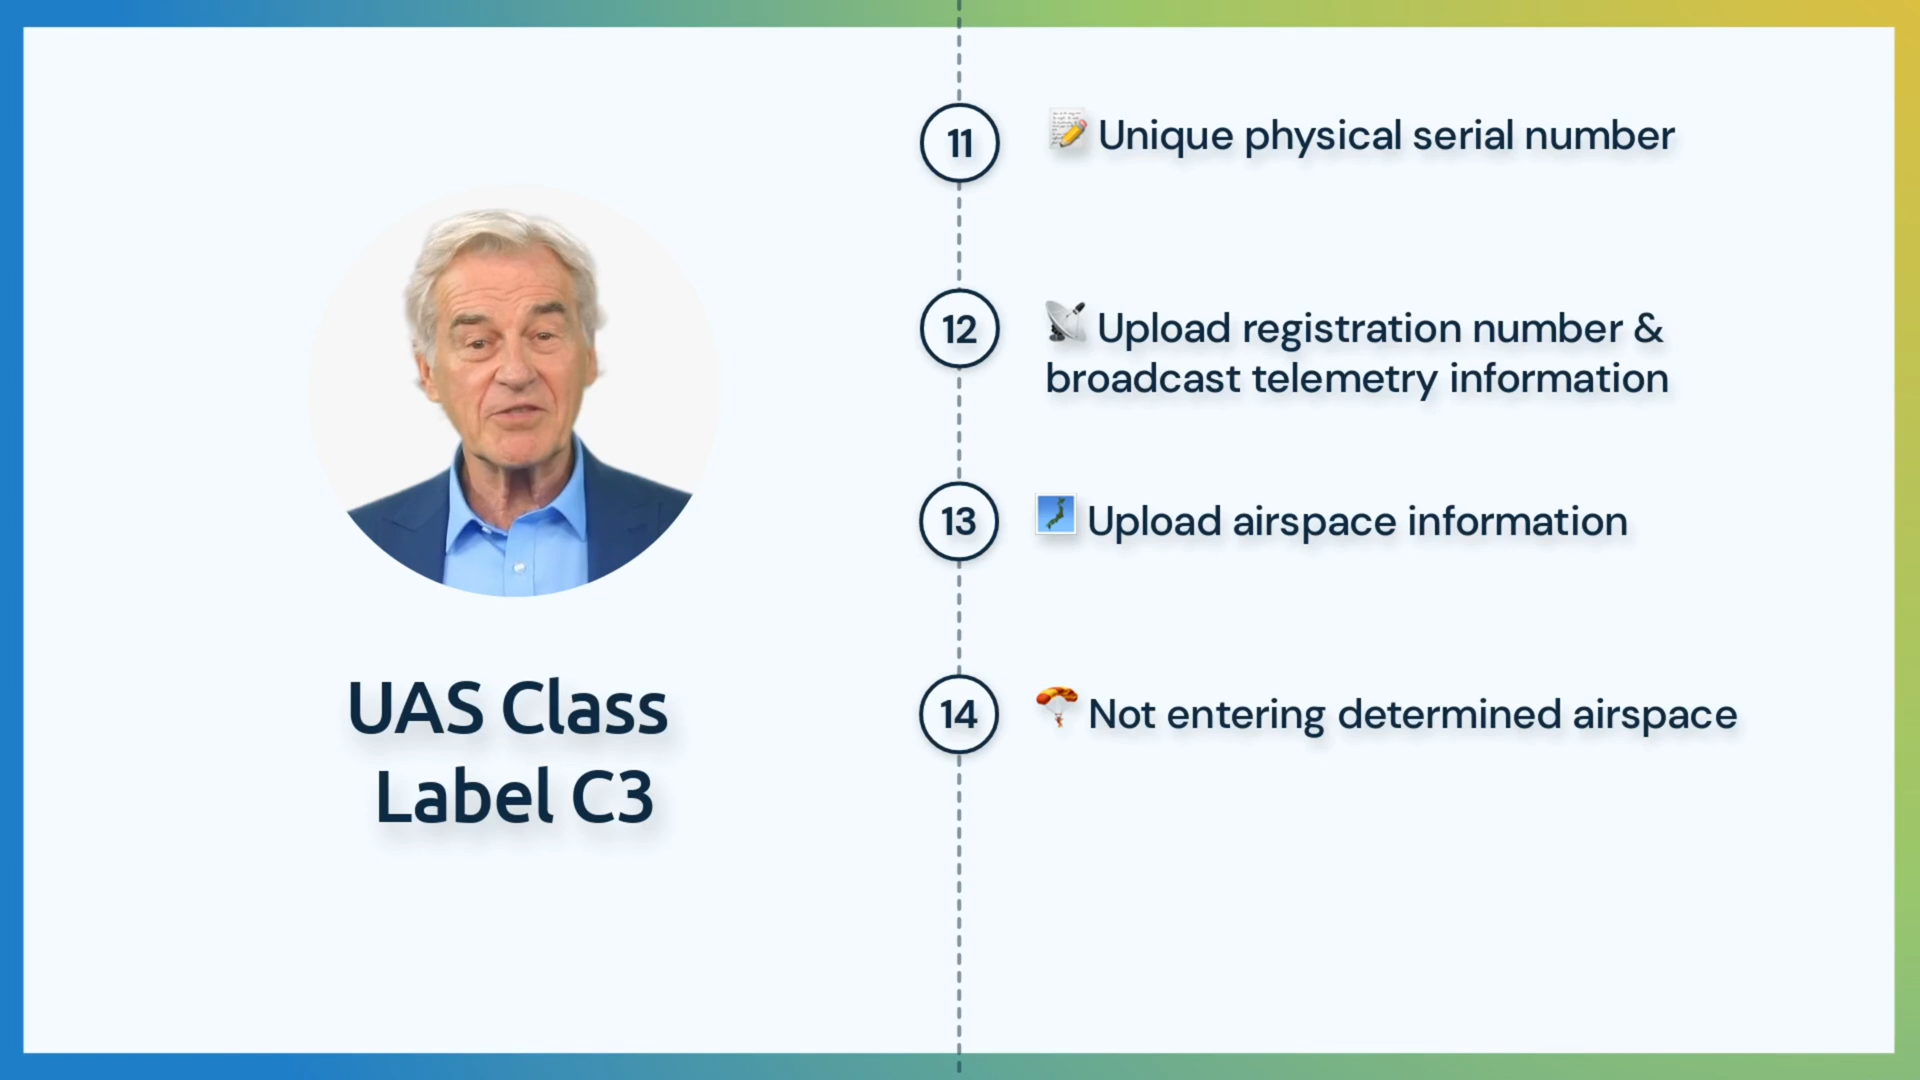 UAS Class
Label C3
11
Unique physical serial number
12
Upload registration number &
broadcast telemetry information
13
Upload airspace information
14
Not entering determined airspace